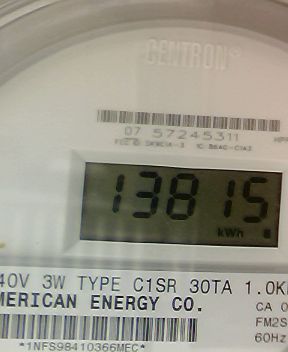 CENTRON®
07 57245311
13815
kWh
40V 3W TYPE C1SR 30TA 1.0K
MERICAN ENERGY CO.
CA 0
FM2S
60Hz
*1NFS98410366MEC*